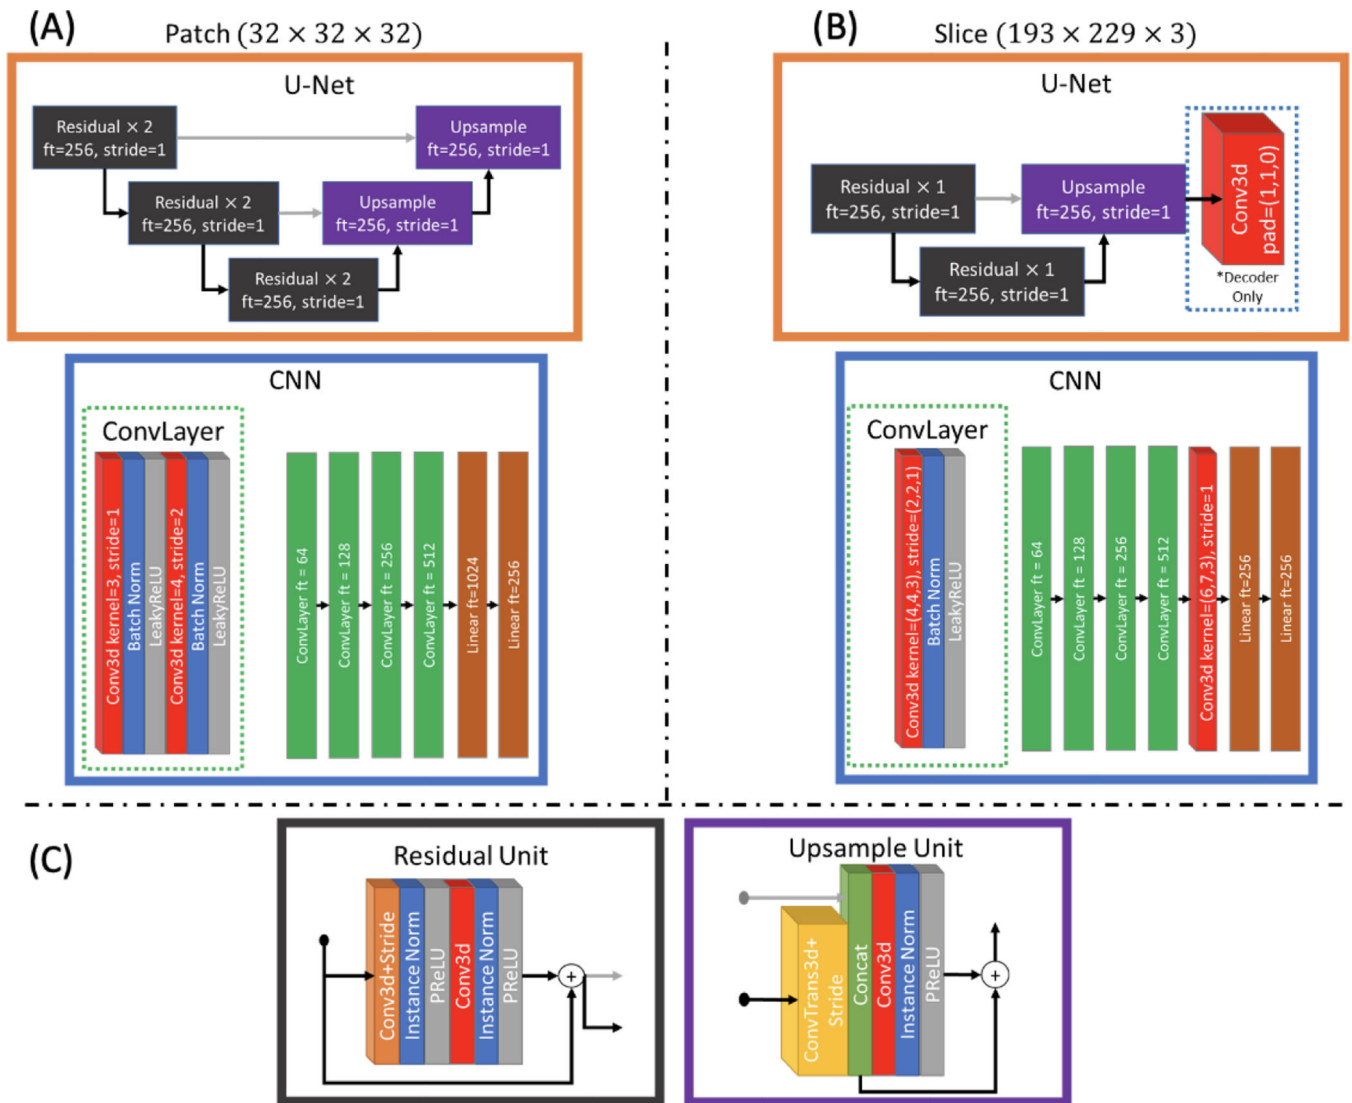 (A)
Patch (32 × 32 × 32)
U-Net
Residual × 2
ft=256, stride=1
Upsample
ft=256, stride=1
Residual × 2
ft=256, stride=1
Upsample
ft=256, stride=1
Residual × 2
ft=256, stride=1
CNN
ConvLayer
Conv3d kernel=3, stride=1
Batch Norm
LeakyReLU
Conv3d kernel=4, stride=2
Batch Norm
LeakyReLU
ConvLayer ft = 64
ConvLayer ft = 128
ConvLayer ft = 256
ConvLayer ft = 512
Linear ft=1024
Linear ft=256
(B)
Slice (193 × 229 × 3)
U-Net
Residual × 1
ft=256, stride=1
Upsample
ft=256, stride=1
Conv3d
pad=(1,1,0)
*Decoder
Only
Residual × 1
ft=256, stride=1
CNN
ConvLayer
Conv3d kernel=(4,4,3), stride=(2,2,1)
Batch Norm
LeakyReLU
ConvLayer ft = 64
ConvLayer ft = 128
ConvLayer ft = 256
ConvLayer ft = 512
Conv3d kernel=(6,7,3), stride=1
Linear ft=256
Linear ft=256
(C)
Residual Unit
Conv3d+Stride
Instance Norm
PReLU
Conv3d
Instance Norm
PReLU
+
Upsample Unit
ConvTrans3d+
Stride
Concat
Conv3d
Instance Norm
PReLU
+